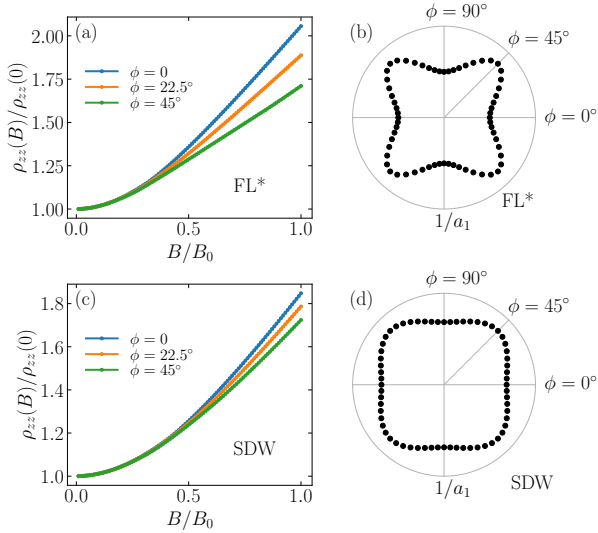 (a)
ρzz(B)/ρzz(0)
2.00
1.75
1.50
1.25
1.00
ϕ = 0
ϕ = 22.5°
ϕ = 45°
FL*
0.0
0.5
1.0
B/B0
(b)
ϕ = 90°
ϕ = 45°
ϕ = 0°
FL*
1/a1
(c)
ρzz(B)/ρzz(0)
1.8
1.6
1.4
1.2
1.0
ϕ = 0
ϕ = 22.5°
ϕ = 45°
SDW
0.0
0.5
1.0
B/B0
(d)
ϕ = 90°
ϕ = 45°
ϕ = 0°
1/a1
SDW